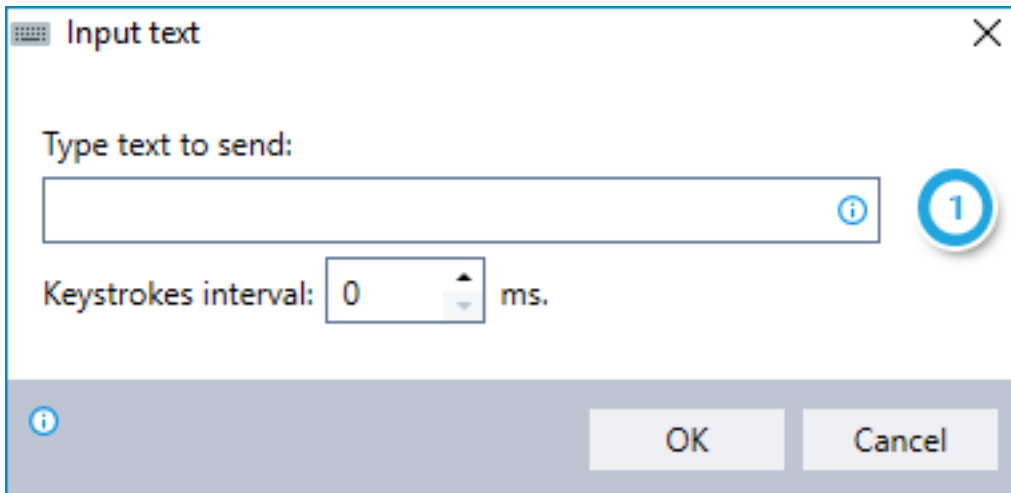 Input text
Type text to send:
1
Keystrokes interval: 0 ms.
OK Cancel